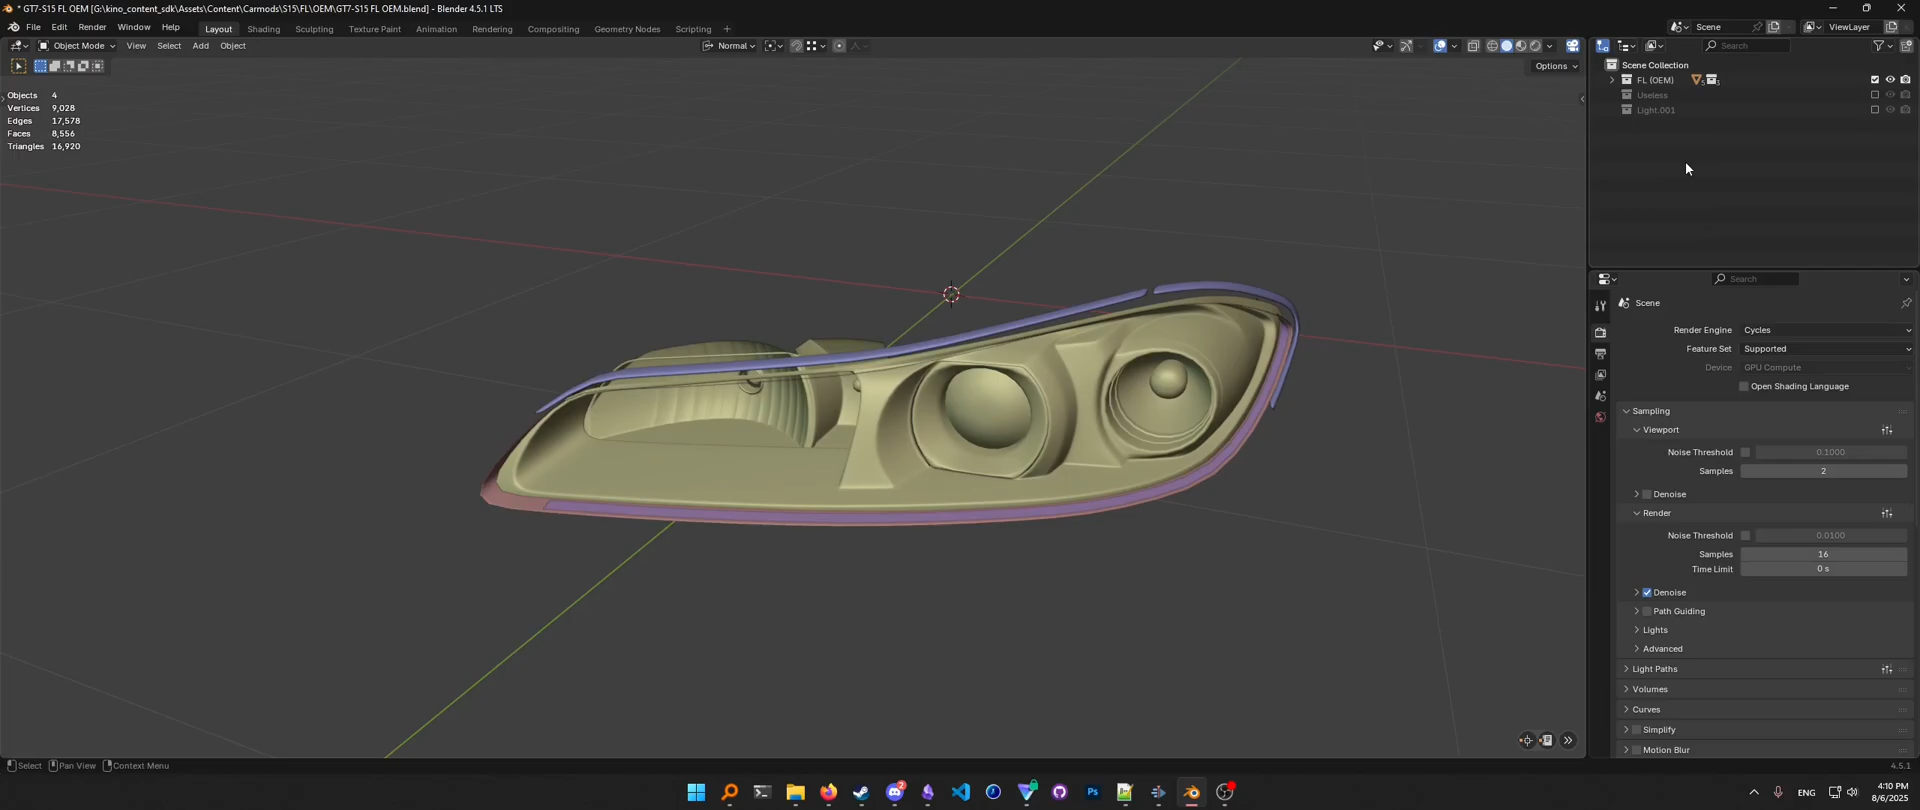 * GT7-S15 FL OEM [G:\kino_content_sdk\Assets\Content\Carmods\S15\FL\OEM\GT7-S15 FL OEM.blend] - Blender 4.5.1 LTS
File Edit Render Window Help
Layout Shading Sculpting Texture Paint Animation Rendering Compositing Geometry Nodes Scripting +
Scene
ViewLayer
Object Mode View Select Add Object
Normal
Search
Options
Scene Collection
FL (OEM) 5 3
Useless
Light.001
Objects 4
Vertices 9,028
Edges 17,578
Faces 8,556
Triangles 16,920
Search
Scene
Render Engine Cycles
Feature Set Supported
Device GPU Compute
Open Shading Language
Sampling
Viewport
Noise Threshold 0.1000
Samples 2
Denoise
Render
Noise Threshold 0.0100
Samples 16
Time Limit 0 s
Denoise
Path Guiding
Lights
Advanced
Light Paths
Volumes
Curves
Simplify
Motion Blur
Select Pan View Context Menu
4.5.1
2
Ps
ENG
4:10 PM
8/6/2025